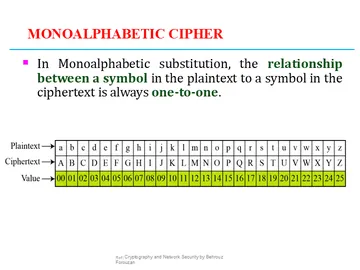 MONOALPHABETIC CIPHER
In Monoalphabetic substitution, the relationship
between a symbol in the plaintext to a symbol in the
ciphertext is always one-to-one.
Plaintext → a b c d e f g h i j k l m n o p q r s t u v w x y z
Ciphertext → A B C D E F G H I J K L M N O P Q R S T U V W X Y Z
Value → 00 01 02 03 04 05 06 07 08 09 10 11 12 13 14 15 16 17 18 19 20 21 22 23 24 25
Cryptography and Network Security by Behrouz
Forouzan